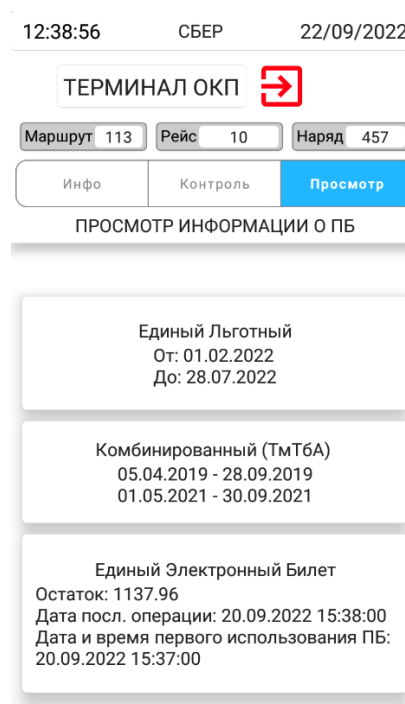 12:38:56 СБЕР 22/09/2022
ТЕРМИНАЛ ОКП
Маршрут 113 Рейс 10 Наряд 457
Инфо Контроль Просмотр
ПРОСМОТР ИНФОРМАЦИИ О ПБ
Единый Льготный
От: 01.02.2022
До: 28.07.2022
Комбинированный (ТмТбА)
05.04.2019 - 28.09.2019
01.05.2021 - 30.09.2021
Единый Электронный Билет
Остаток: 1137.96
Дата посл. операции: 20.09.2022 15:38:00
Дата и время первого использования ПБ:
20.09.2022 15:37:00